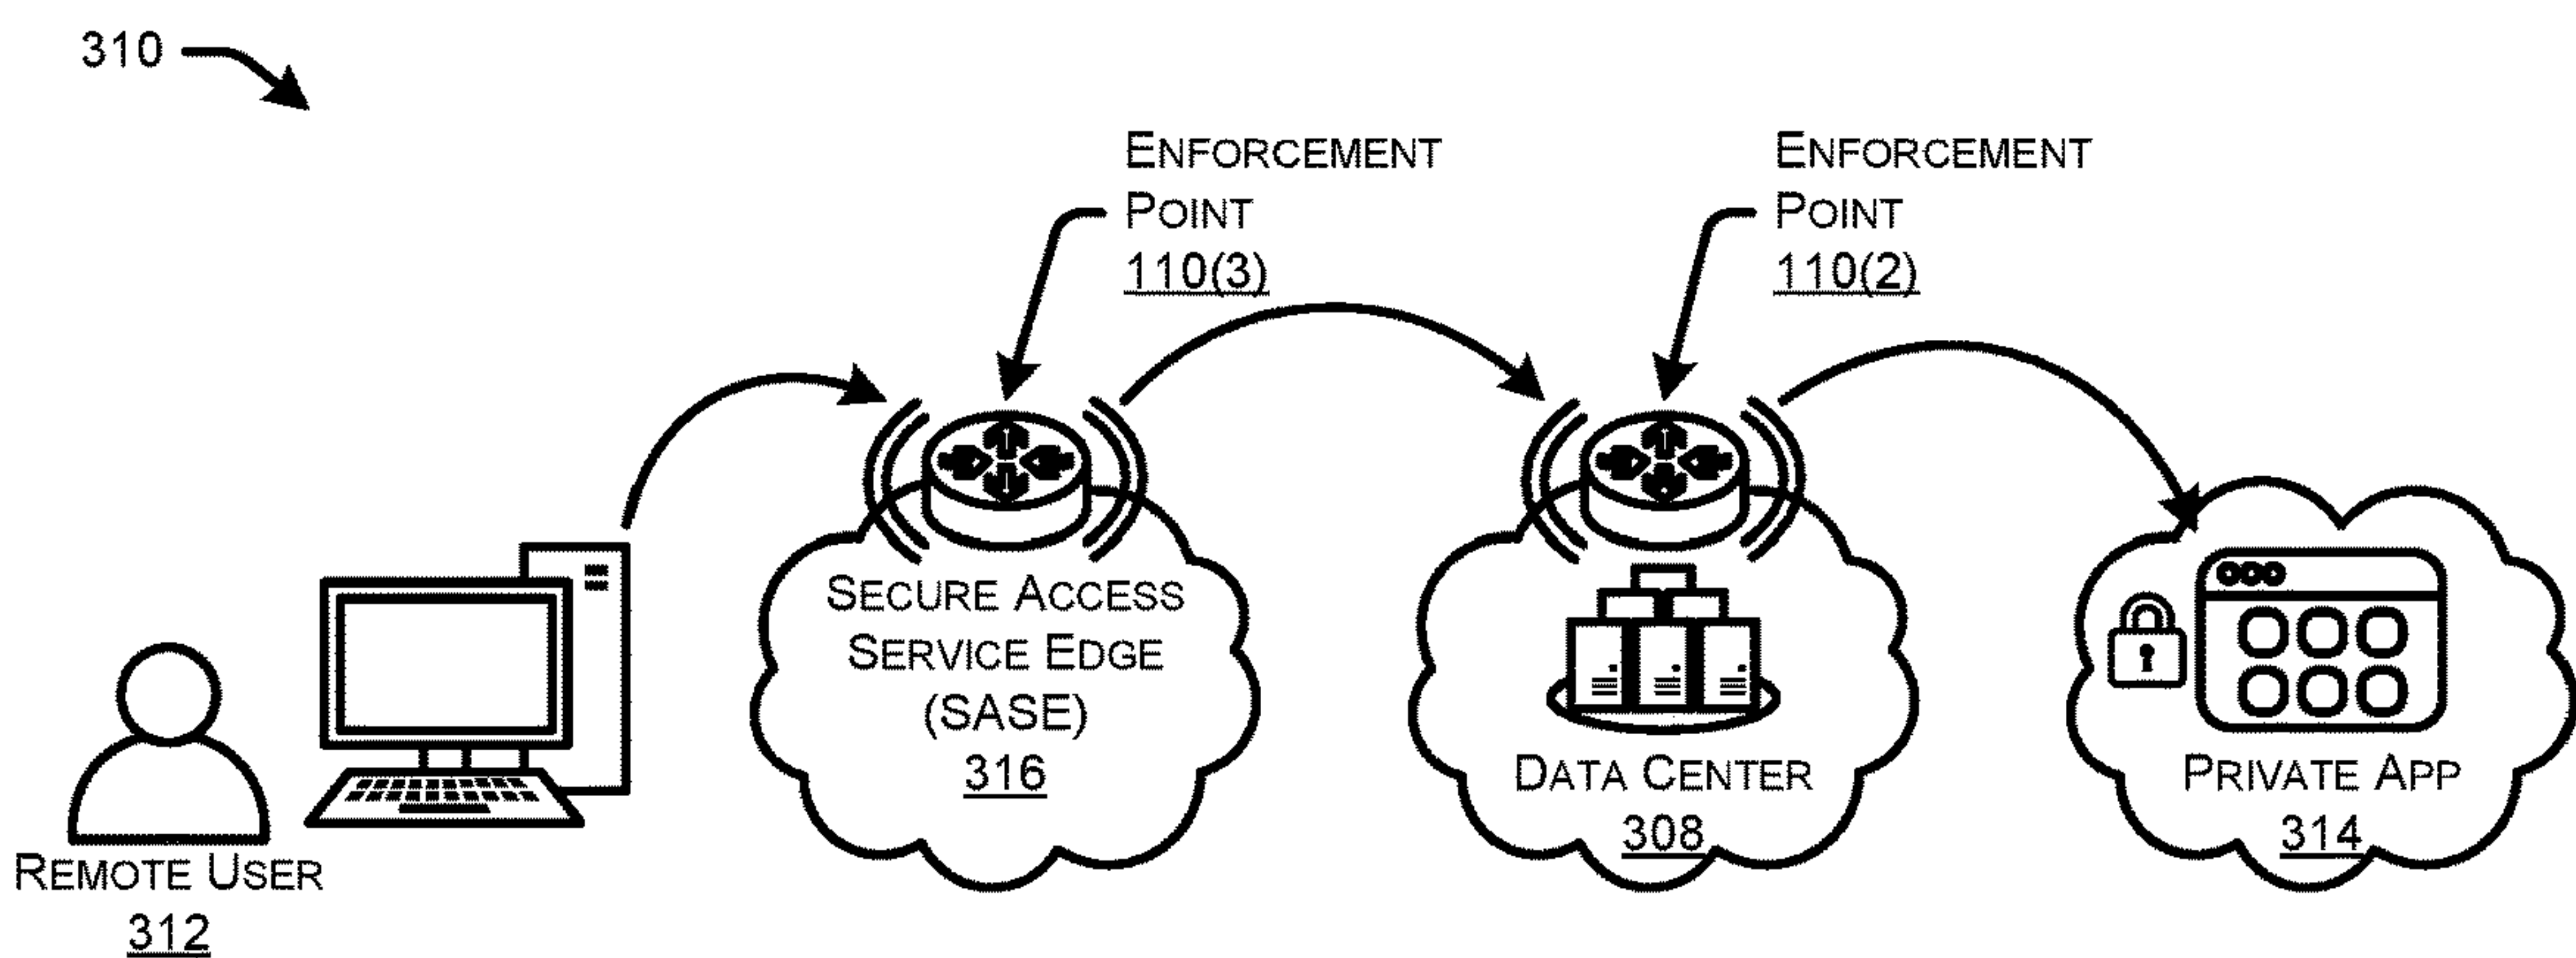 310
ENFORCEMENT
POINT
110(3)
ENFORCEMENT
POINT
110(2)
SECURE ACCESS
SERVICE EDGE
(SASE)
316
DATA CENTER
308
PRIVATE APP
314
REMOTE USER
312